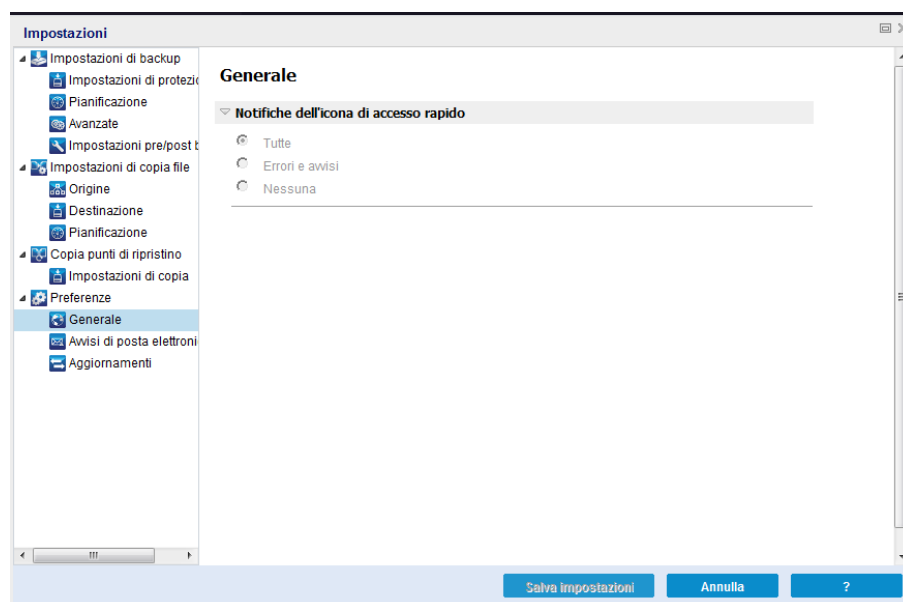 Impostazioni
Impostazioni di backup
Impostazioni di protezio
Pianificazione
Avanzate
Impostazioni pre/post b
Impostazioni di copia file
Origine
Destinazione
Pianificazione
Copia punti di ripristino
Impostazioni di copia
Preferenze
Generale
Avvisi di posta elettroni
Aggiornamenti
Generale
Notifiche dell'icona di accesso rapido
Tutte
Errori e avvisi
Nessuna
Salva impostazioni
Annulla
?